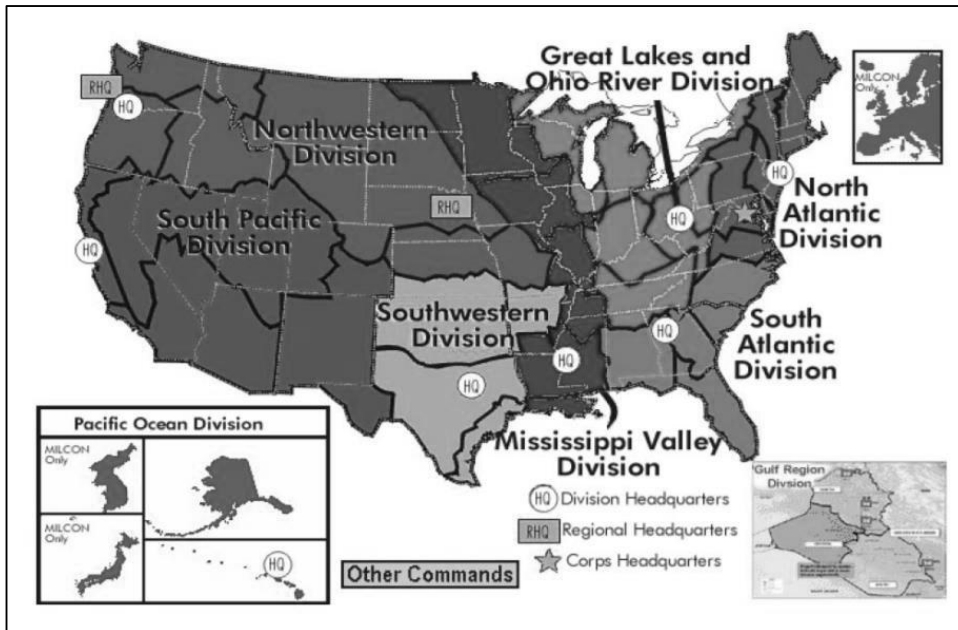 Great Lakes and
Ohio River Division
MILCON
Only
RHQ
HQ
Northwestern
Division
HQ
RHQ
North
Atlantic
Division
South Pacific
Division
HQ
HQ
Southwestern
Division
HQ
South
Atlantic
Division
HQ
HQ
Mississippi Valley
Division
Pacific Ocean Division
MILCON
Only
MILCON
Only
HQ
HQ Division Headquarters
RHQ Regional Headquarters
Corps Headquarters
Other Commands
Gulf Region
Division